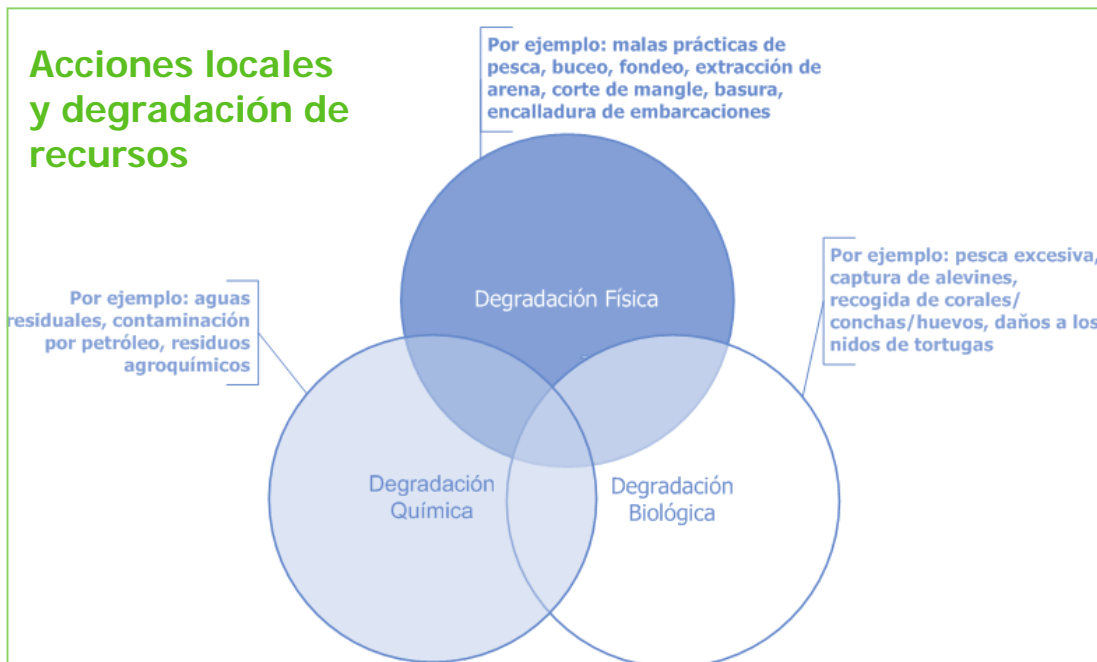 Acciones locales
y degradación de
recursos
Por ejemplo: malas prácticas de
pesca, buceo, fondeo, extracción de
arena, corte de mangle, basura,
encalladura de embarcaciones
Por ejemplo: pesca excesiva,
captura de alevines,
recogida de corales/
conchas/huevos, daños a los
nidos de tortugas
Por ejemplo: aguas
residuales, contaminación
por petróleo, residuos
agroquímicos
Degradación Física
Degradación
Química
Degradación
Biológica